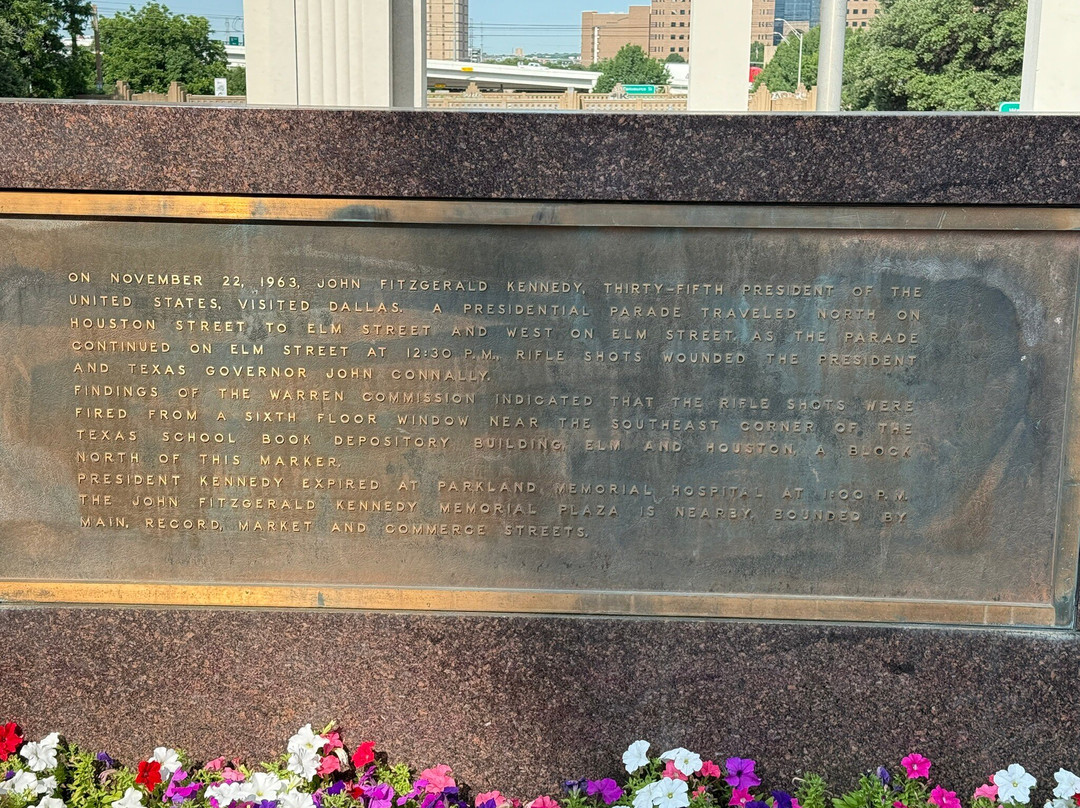 ON NOVEMBER 22, 1963, JOHN FITZGERALD KENNEDY, THIRTY-FIFTH PRESIDENT OF THE
UNITED STATES, VISITED DALLAS. A PRESIDENTIAL PARADE TRAVELED NORTH ON
HOUSTON STREET TO ELM STREET AND WEST ON ELM STREET. AS THE PARADE
CONTINUED ON ELM STREET AT 12:30 P.M., RIFLE SHOTS WOUNDED THE PRESIDENT
AND TEXAS GOVERNOR JOHN CONNALLY.
FINDINGS OF THE WARREN COMMISSION INDICATED THAT THE RIFLE SHOTS WERE
FIRED FROM A SIXTH FLOOR WINDOW NEAR THE SOUTHEAST CORNER OF THE
TEXAS SCHOOL BOOK DEPOSITORY BUILDING, ELM AND HOUSTON, A BLOCK
NORTH OF THIS MARKER.
PRESIDENT KENNEDY EXPIRED AT PARKLAND MEMORIAL HOSPITAL AT 1:00 P.M.
THE JOHN FITZGERALD KENNEDY MEMORIAL PLAZA IS NEARBY, BOUNDED BY
MAIN, RECORD, MARKET AND COMMERCE STREETS.